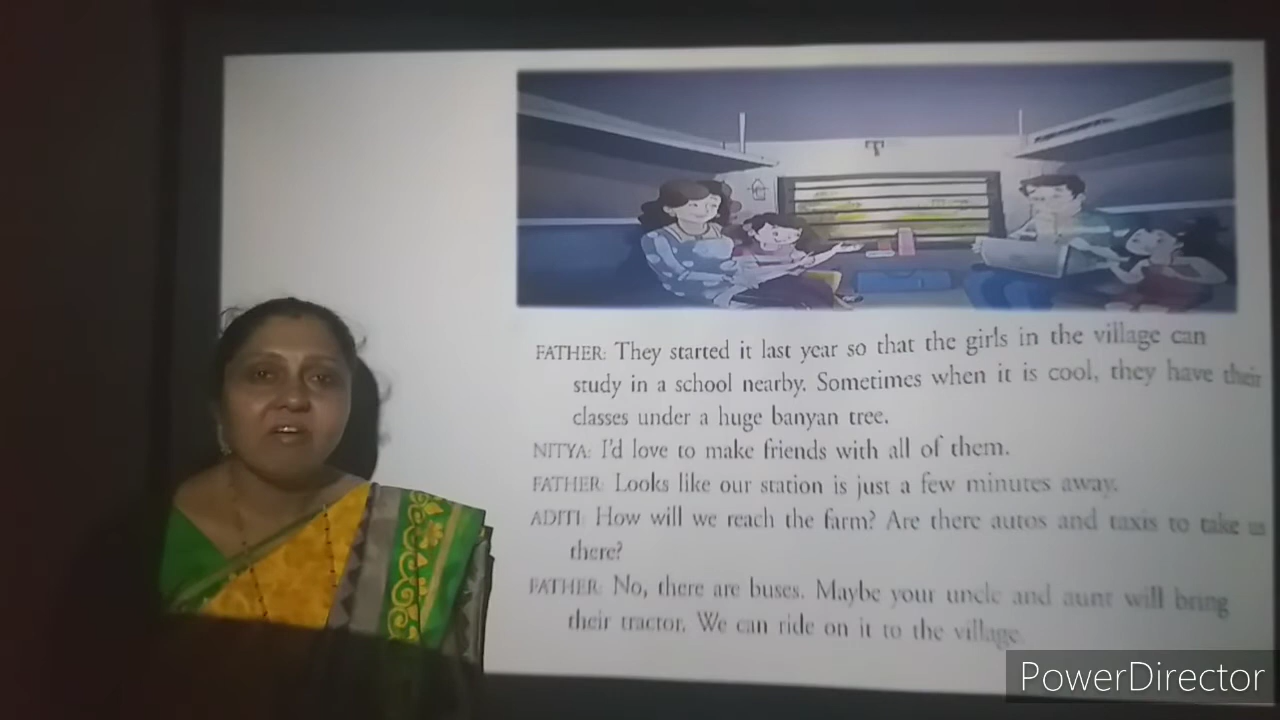 FATHER: They started it last year so that the girls in the village can
study in a school nearby. Sometimes when it is cool, they have their
classes under a huge banyan tree.
NITYA: I'd love to make friends with all of them.
FATHER: Looks like our station is just a few minutes away.
ADITI: How will we reach the farm? Are there autos and taxis to take us
there?
FATHER: No, there are buses. Maybe your uncle and aunt will bring
their tractor. We can ride on it to the village.
PowerDirector